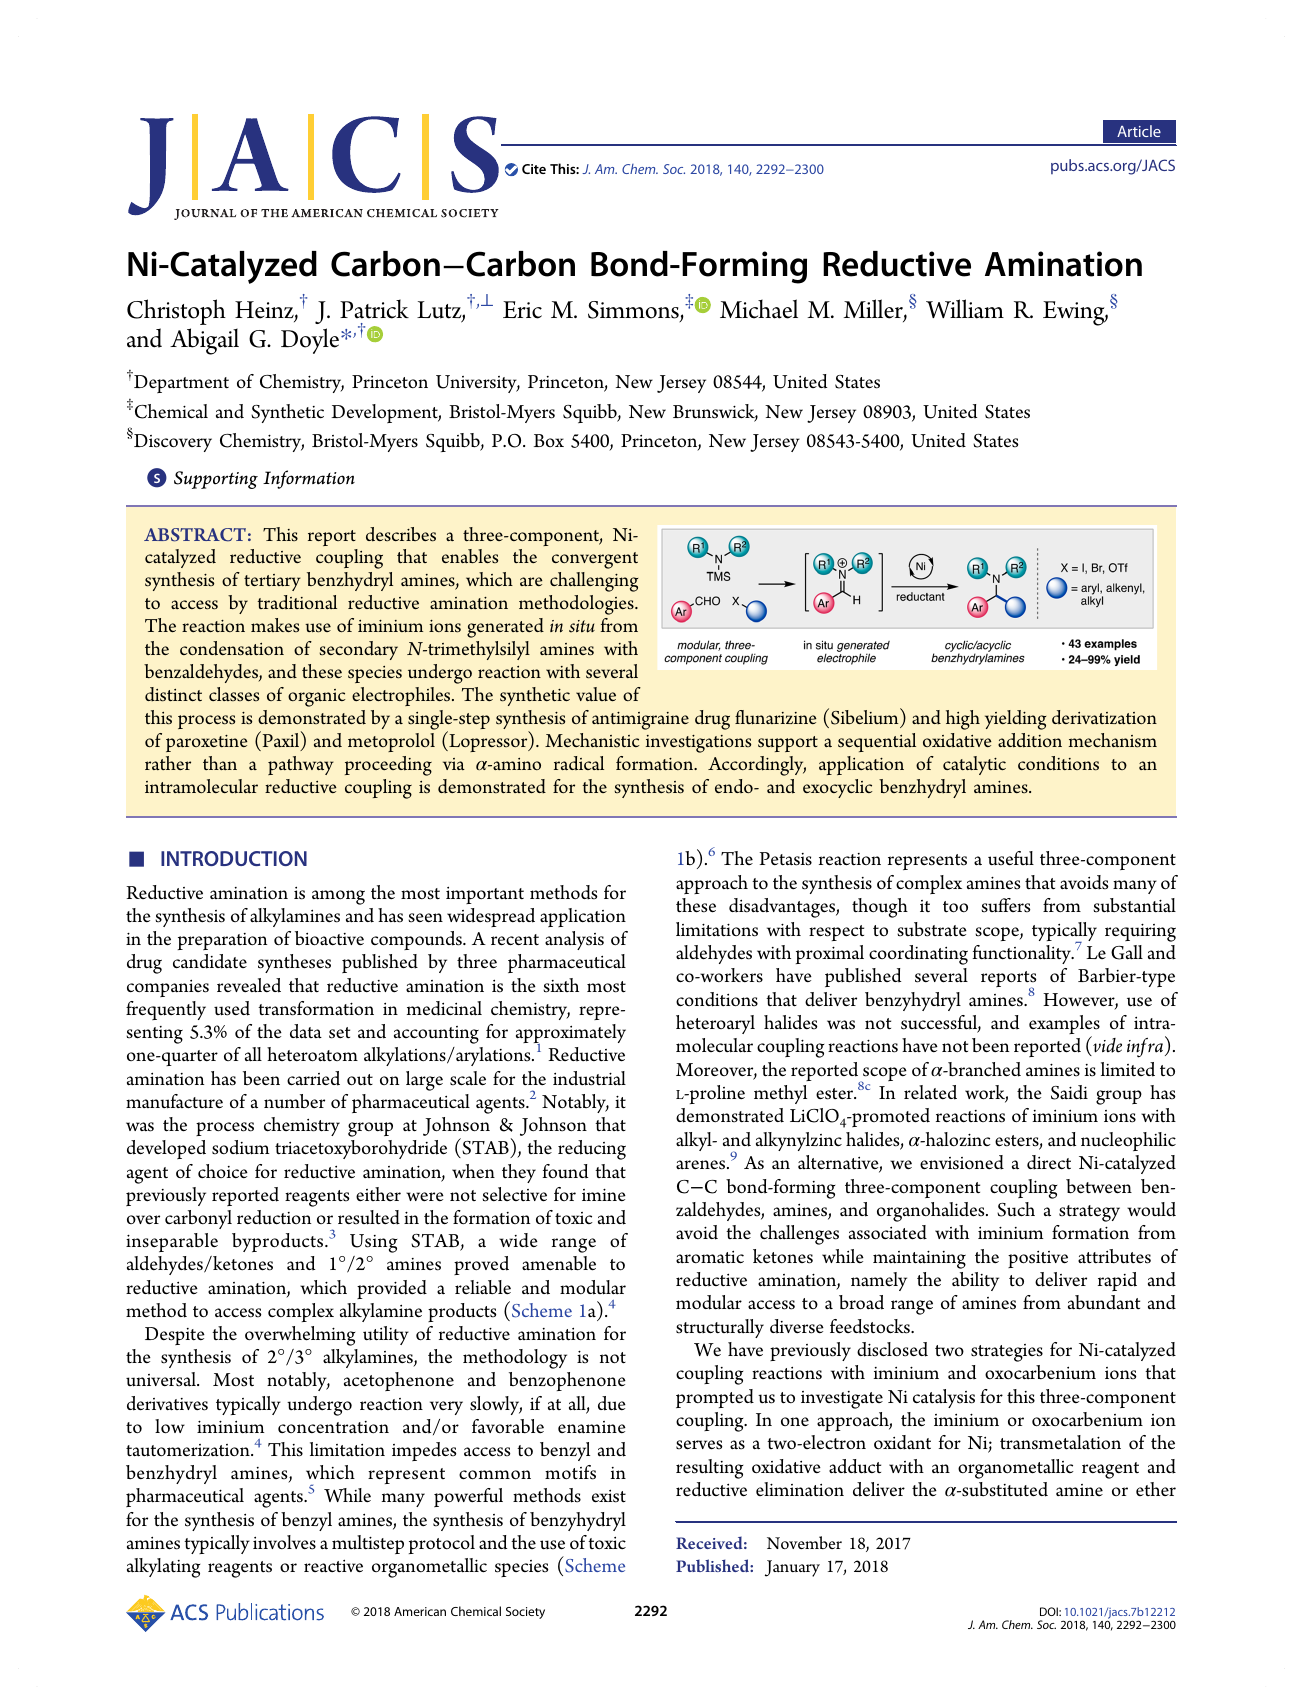 J|A|C|S
JOURNAL OF THE AMERICAN CHEMICAL SOCIETY
Article
Cite This: J. Am. Chem. Soc. 2018, 140, 2292−2300
pubs.acs.org/JACS
Ni-Catalyzed Carbon−Carbon Bond-Forming Reductive Amination
Christoph Heinz,† J. Patrick Lutz,†,⊥ Eric M. Simmons,‡ iD Michael M. Miller,§ William R. Ewing,§
and Abigail G. Doyle*,† iD
†Department of Chemistry, Princeton University, Princeton, New Jersey 08544, United States
‡Chemical and Synthetic Development, Bristol-Myers Squibb, New Brunswick, New Jersey 08903, United States
§Discovery Chemistry, Bristol-Myers Squibb, P.O. Box 5400, Princeton, New Jersey 08543-5400, United States
S Supporting Information
ABSTRACT: This report describes a three-component, Ni-
catalyzed reductive coupling that enables the convergent
synthesis of tertiary benzhydryl amines, which are challenging
to access by traditional reductive amination methodologies.
The reaction makes use of iminium ions generated in situ from
the condensation of secondary N-trimethylsilyl amines with
benzaldehydes, and these species undergo reaction with several
distinct classes of organic electrophiles. The synthetic value of
this process is demonstrated by a single-step synthesis of antimigraine drug flunarizine (Sibelium) and high yielding derivatization
of paroxetine (Paxil) and metoprolol (Lopressor). Mechanistic investigations support a sequential oxidative addition mechanism
rather than a pathway proceeding via α-amino radical formation. Accordingly, application of catalytic conditions to an
intramolecular reductive coupling is demonstrated for the synthesis of endo- and exocyclic benzhydryl amines.
R¹ R²
N
TMS
Ar CHO X
modular, three-
component coupling
R¹ ⊕ R²
N
Ar H
in situ generated
electrophile
Ni
reductant
R¹ R²
N
Ar
cyclic/acyclic
benzhydrylamines
X = I, Br, OTf
= aryl, alkenyl,
alkyl
• 43 examples
• 24–99% yield
■ INTRODUCTION
Reductive amination is among the most important methods for
the synthesis of alkylamines and has seen widespread application
in the preparation of bioactive compounds. A recent analysis of
drug candidate syntheses published by three pharmaceutical
companies revealed that reductive amination is the sixth most
frequently used transformation in medicinal chemistry, repre-
senting 5.3% of the data set and accounting for approximately
one-quarter of all heteroatom alkylations/arylations.1 Reductive
amination has been carried out on large scale for the industrial
manufacture of a number of pharmaceutical agents.2 Notably, it
was the process chemistry group at Johnson & Johnson that
developed sodium triacetoxyborohydride (STAB), the reducing
agent of choice for reductive amination, when they found that
previously reported reagents either were not selective for imine
over carbonyl reduction or resulted in the formation of toxic and
inseparable byproducts.3 Using STAB, a wide range of
aldehydes/ketones and 1°/2° amines proved amenable to
reductive amination, which provided a reliable and modular
method to access complex alkylamine products (Scheme 1a).4
Despite the overwhelming utility of reductive amination for
the synthesis of 2°/3° alkylamines, the methodology is not
universal. Most notably, acetophenone and benzophenone
derivatives typically undergo reaction very slowly, if at all, due
to low iminium concentration and/or favorable enamine
tautomerization.4 This limitation impedes access to benzyl and
benzhydryl amines, which represent common motifs in
pharmaceutical agents.5 While many powerful methods exist
for the synthesis of benzyl amines, the synthesis of benzyhydryl
amines typically involves a multistep protocol and the use of toxic
alkylating reagents or reactive organometallic species (Scheme
1b).6 The Petasis reaction represents a useful three-component
approach to the synthesis of complex amines that avoids many of
these disadvantages, though it too suffers from substantial
limitations with respect to substrate scope, typically requiring
aldehydes with proximal coordinating functionality.7 Le Gall and
co-workers have published several reports of Barbier-type
conditions that deliver benzyhydryl amines.8 However, use of
heteroaryl halides was not successful, and examples of intra-
molecular coupling reactions have not been reported (vide infra).
Moreover, the reported scope of α-branched amines is limited to
L-proline methyl ester.8c In related work, the Saidi group has
demonstrated LiClO4-promoted reactions of iminium ions with
alkyl- and alkynylzinc halides, α-halozinc esters, and nucleophilic
arenes.9 As an alternative, we envisioned a direct Ni-catalyzed
C−C bond-forming three-component coupling between ben-
zaldehydes, amines, and organohalides. Such a strategy would
avoid the challenges associated with iminium formation from
aromatic ketones while maintaining the positive attributes of
reductive amination, namely the ability to deliver rapid and
modular access to a broad range of amines from abundant and
structurally diverse feedstocks.
We have previously disclosed two strategies for Ni-catalyzed
coupling reactions with iminium and oxocarbenium ions that
prompted us to investigate Ni catalysis for this three-component
coupling. In one approach, the iminium or oxocarbenium ion
serves as a two-electron oxidant for Ni; transmetalation of the
resulting oxidative adduct with an organometallic reagent and
reductive elimination deliver the α-substituted amine or ether
Received: November 18, 2017
Published: January 17, 2018
ACS Publications
© 2018 American Chemical Society
2292
DOI: 10.1021/jacs.7b12212
J. Am. Chem. Soc. 2018, 140, 2292−2300